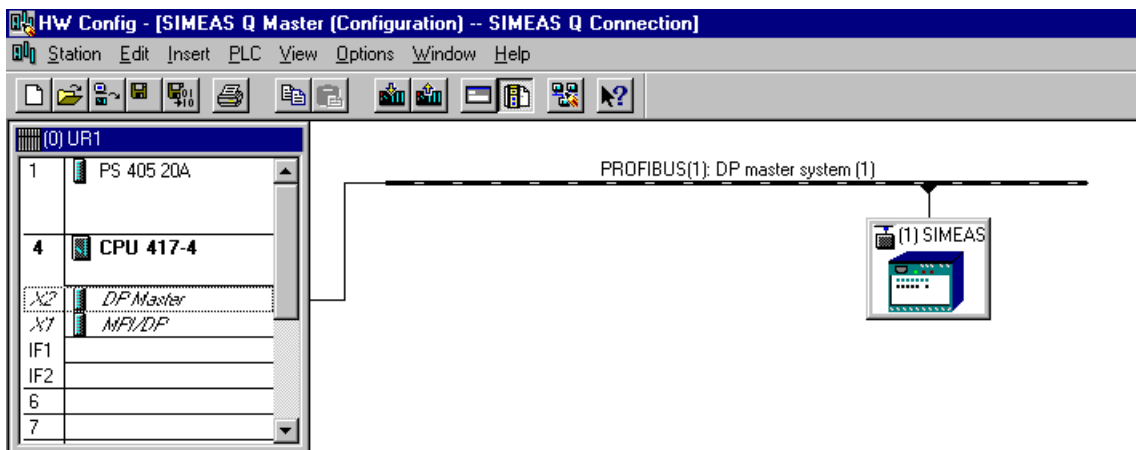 HW Config - [SIMEAS Q Master (Configuration) -- SIMEAS Q Connection]
Station Edit Insert PLC View Options Window Help
(0) UR1
1 PS 405 20A
4 CPU 417-4
X2 DP Master
X1 MPI/DP
IF1
IF2
6
7
PROFIBUS(1): DP master system (1)
(1) SIMEAS